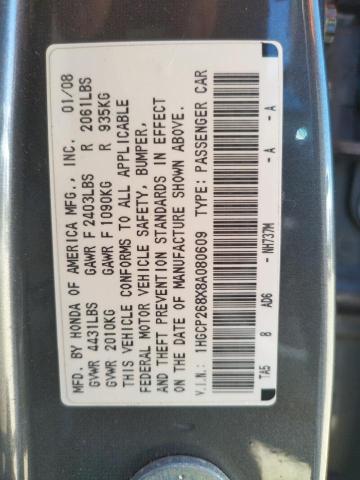 MFD. BY HONDA OF AMERICA MFG., INC. 01/08
GVWR 4431LBS GAWR F 2403LBS R 2061LBS
GVWR 2010KG GAWR F 1090KG R 935KG
THIS VEHICLE CONFORMS TO ALL APPLICABLE
FEDERAL MOTOR VEHICLE SAFETY, BUMPER,
AND THEFT PREVENTION STANDARDS IN EFFECT
ON THE DATE OF MANUFACTURE SHOWN ABOVE.
V.I.N.: 1HGCP268X8A080609 TYPE: PASSENGER CAR
TA5 8 AD6 - NH737M - A - A